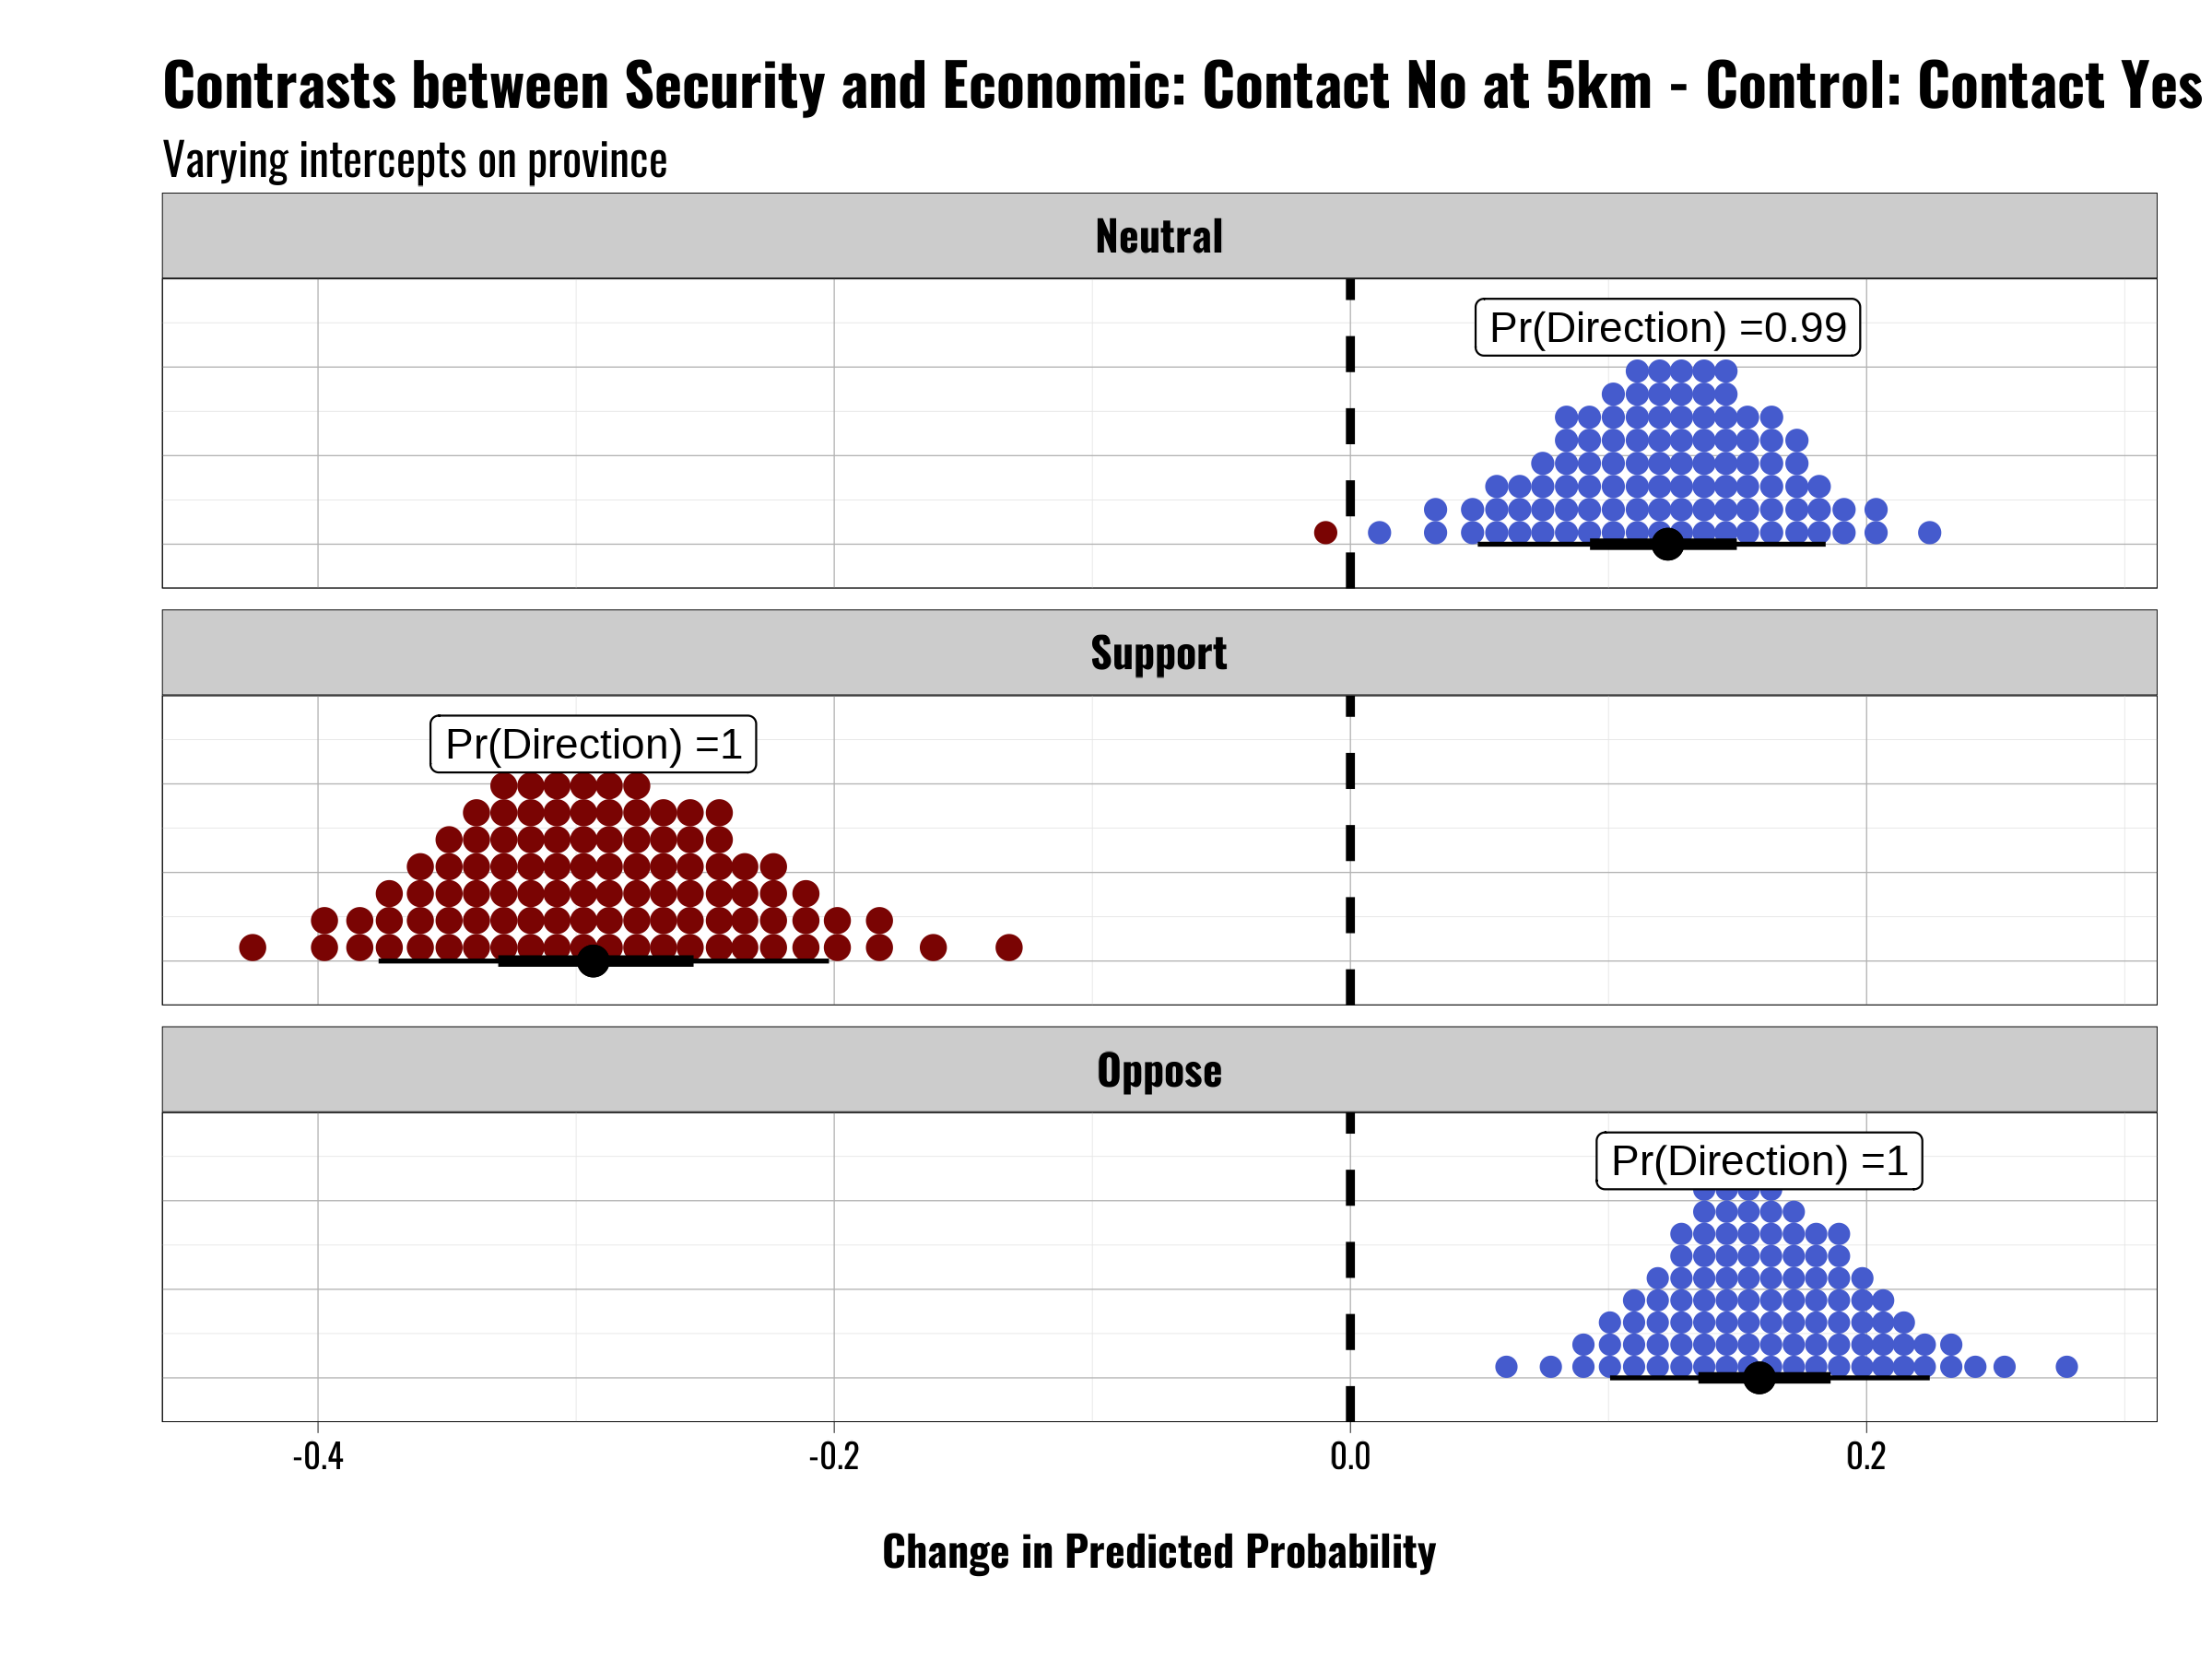 Contrasts between Security and Economic: Contact No at 5km - Control: Contact Yes
Varying intercepts on province
Neutral
Pr(Direction) =0.99
Support
Pr(Direction) =1
Oppose
Pr(Direction) =1
-0.4 -0.2 0.0 0.2
Change in Predicted Probability